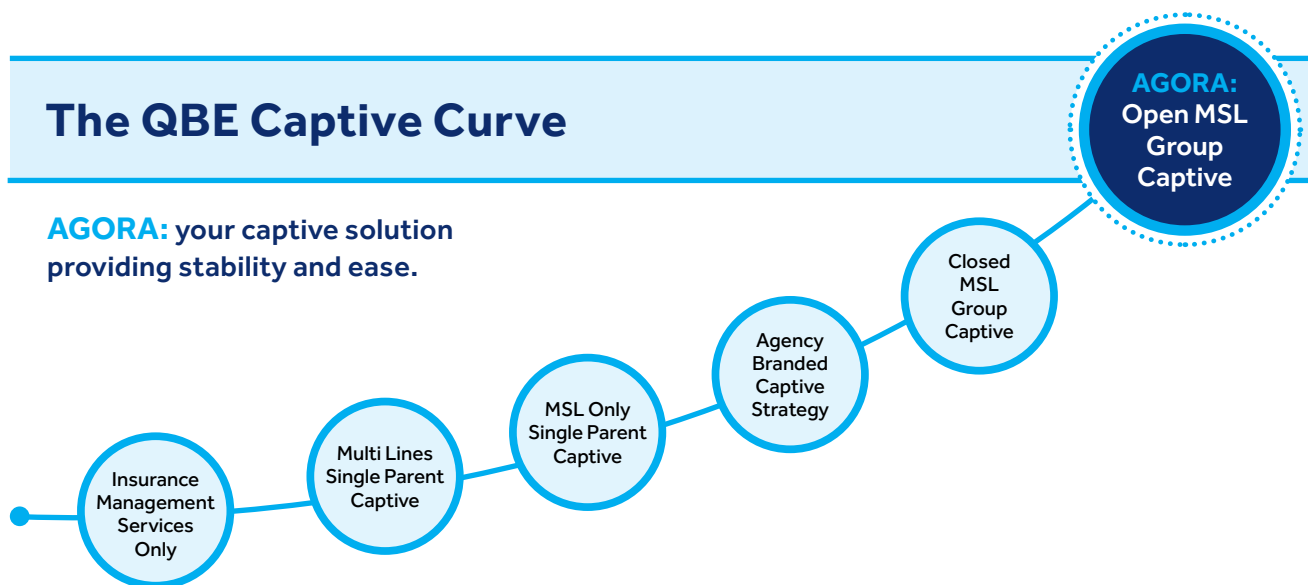 The QBE Captive Curve
AGORA:
Open MSL
Group
Captive
AGORA: your captive solution
providing stability and ease.
Closed
MSL
Group
Captive
Agency
Branded
Captive
Strategy
MSL Only
Single Parent
Captive
Multi Lines
Single Parent
Captive
Insurance
Management
Services
Only